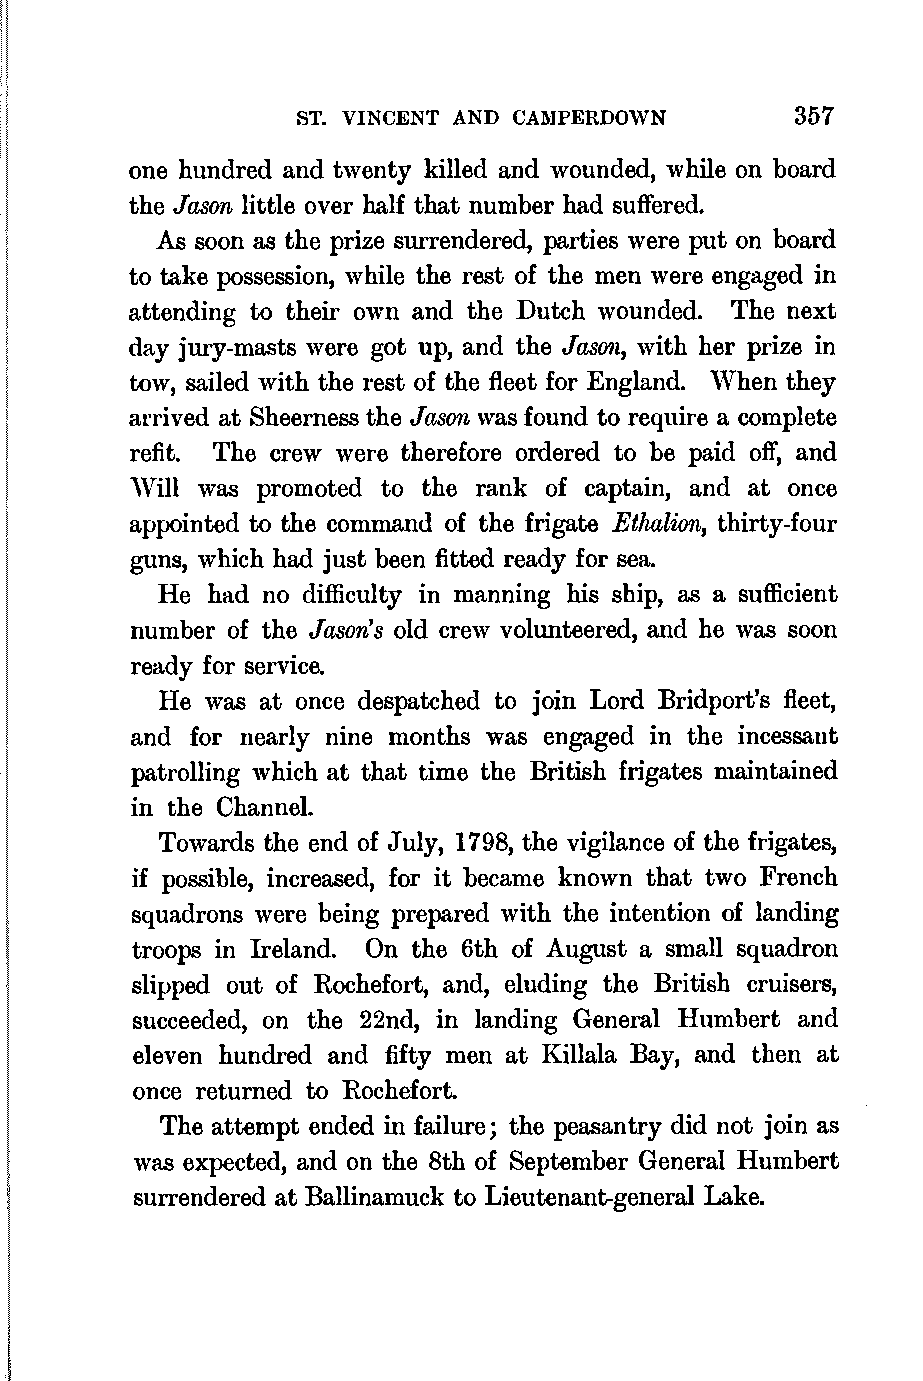 ST. VINCENT AND CAMPERDOWN 357
one hundred and twenty killed and wounded, while on board
the Jason little over half that number had suffered.
As soon as the prize surrendered, parties were put on board
to take possession, while the rest of the men were engaged in
attending to their own and the Dutch wounded. The next
day jury-masts were got up, and the Jason, with her prize in
tow, sailed with the rest of the fleet for England. When they
arrived at Sheerness the Jason was found to require a complete
refit. The crew were therefore ordered to be paid off, and
Will was promoted to the rank of captain, and at once
appointed to the command of the frigate Ethalion, thirty-four
guns, which had just been fitted ready for sea.
He had no difficulty in manning his ship, as a sufficient
number of the Jason's old crew volunteered, and he was soon
ready for service.
He was at once despatched to join Lord Bridport's fleet,
and for nearly nine months was engaged in the incessant
patrolling which at that time the British frigates maintained
in the Channel.
Towards the end of July, 1798, the vigilance of the frigates,
if possible, increased, for it became known that two French
squadrons were being prepared with the intention of landing
troops in Ireland. On the 6th of August a small squadron
slipped out of Rochefort, and, eluding the British cruisers,
succeeded, on the 22nd, in landing General Humbert and
eleven hundred and fifty men at Killala Bay, and then at
once returned to Rochefort.
The attempt ended in failure; the peasantry did not join as
was expected, and on the 8th of September General Humbert
surrendered at Ballinamuck to Lieutenant-general Lake.